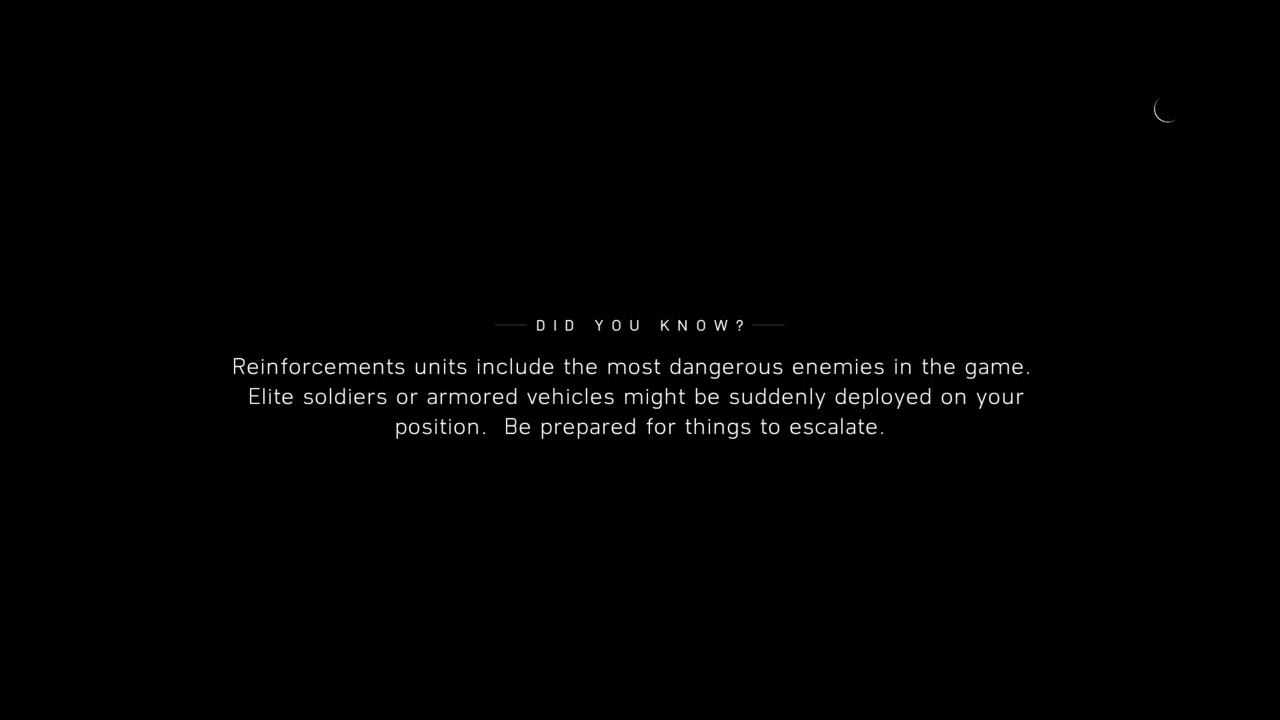 DID YOU KNOW?
Reinforcements units include the most dangerous enemies in the game.
Elite soldiers or armored vehicles might be suddenly deployed on your
position.  Be prepared for things to escalate.